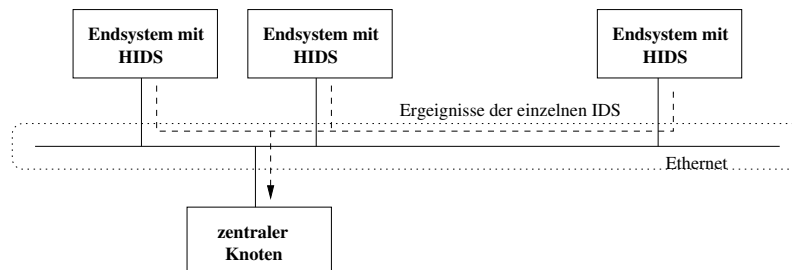 Endsystem mit
HIDS
Endsystem mit
HIDS
Endsystem mit
HIDS
Ergeignisse der einzelnen IDS
Ethernet
zentraler
Knoten